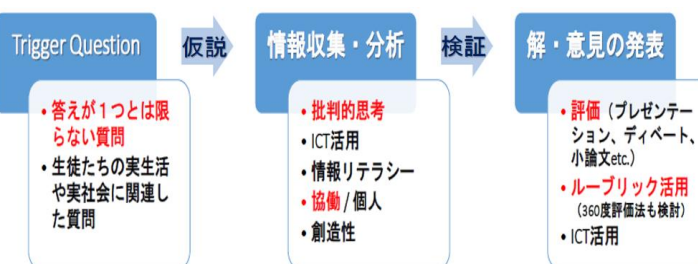 Trigger Question
仮説
情報収集・分析
検証
解・意見の発表
• 答えが１つとは限
らない質問
• 生徒たちの実生活
や実社会に関連し
た質問
• 批判的思考
• ICT活用
• 情報リテラシー
• 協働 / 個人
• 創造性
• 評価（プレゼンテー
ション、ディベート、
小論文etc.）
• ルーブリック活用
（360度評価法も検討）
• ICT活用